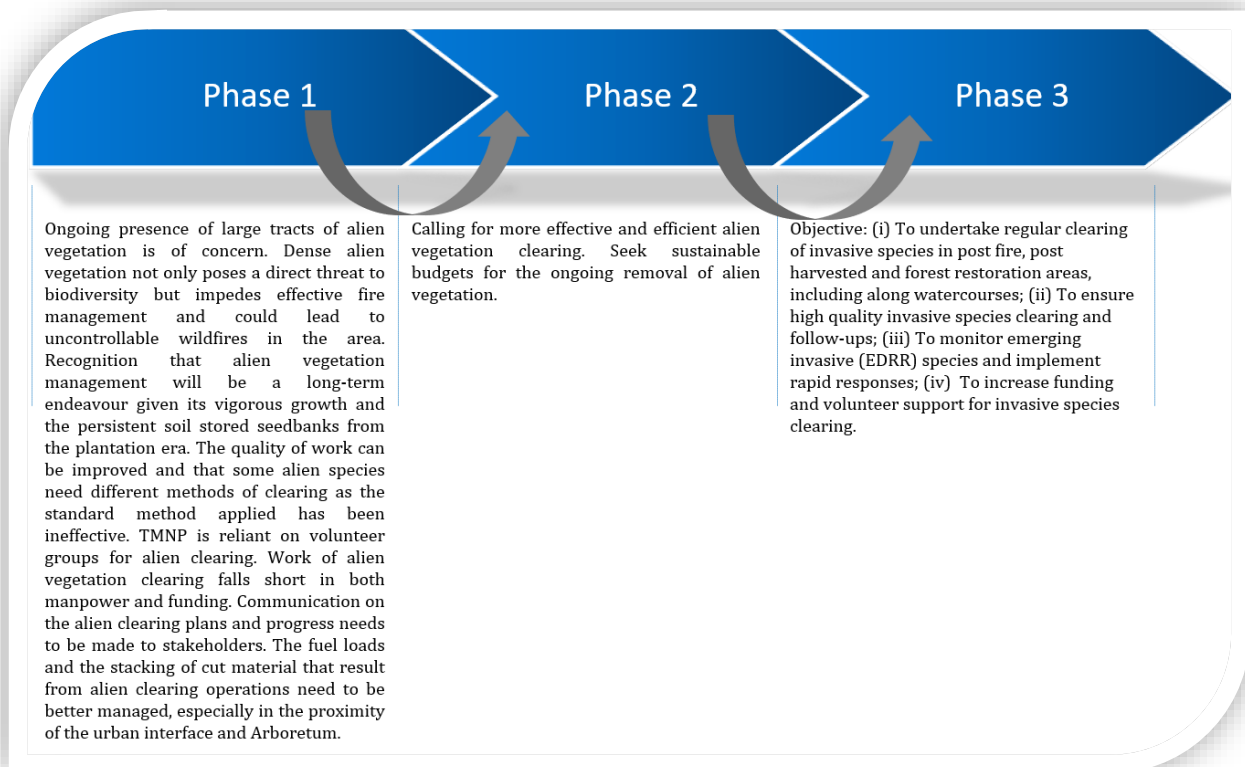 Phase 1
Phase 2
Phase 3
Ongoing presence of large tracts of alien
vegetation is of concern. Dense alien
vegetation not only poses a direct threat to
biodiversity but impedes effective fire
management and could lead to
uncontrollable wildfires in the area.
Recognition that alien vegetation
management will be a long-term
endeavour given its vigorous growth and
the persistent soil stored seedbanks from
the plantation era. The quality of work can
be improved and that some alien species
need different methods of clearing as the
standard method applied has been
ineffective. TMNP is reliant on volunteer
groups for alien clearing. Work of alien
vegetation clearing falls short in both
manpower and funding. Communication on
the alien clearing plans and progress needs
to be made to stakeholders. The fuel loads
and the stacking of cut material that result
from alien clearing operations need to be
better managed, especially in the proximity
of the urban interface and Arboretum.
Calling for more effective and efficient alien
vegetation clearing. Seek sustainable
budgets for the ongoing removal of alien
vegetation.
Objective: (i) To undertake regular clearing
of invasive species in post fire, post
harvested and forest restoration areas,
including along watercourses; (ii) To ensure
high quality invasive species clearing and
follow-ups; (iii) To monitor emerging
invasive (EDRR) species and implement
rapid responses; (iv) To increase funding
and volunteer support for invasive species
clearing.